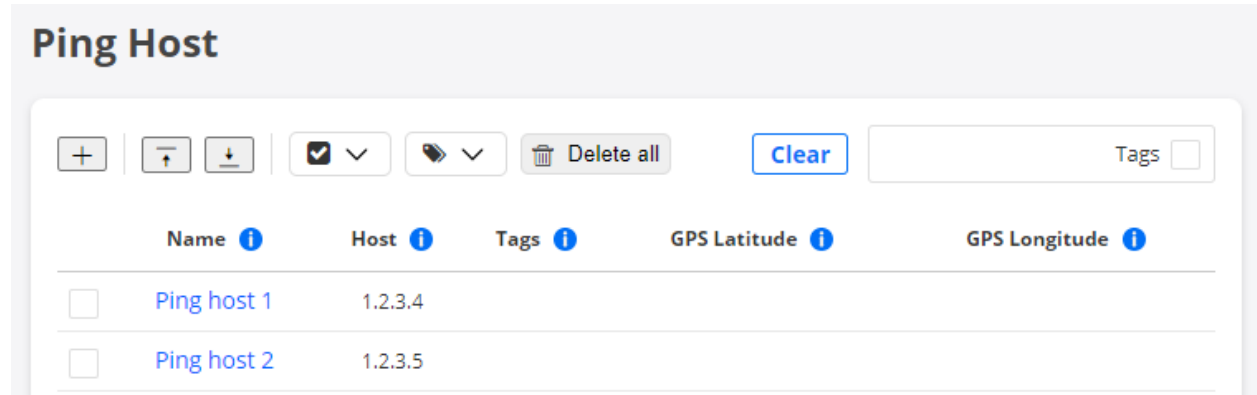 Ping Host
Delete all Clear Tags
Name Host Tags GPS Latitude GPS Longitude
Ping host 1 1.2.3.4
Ping host 2 1.2.3.5